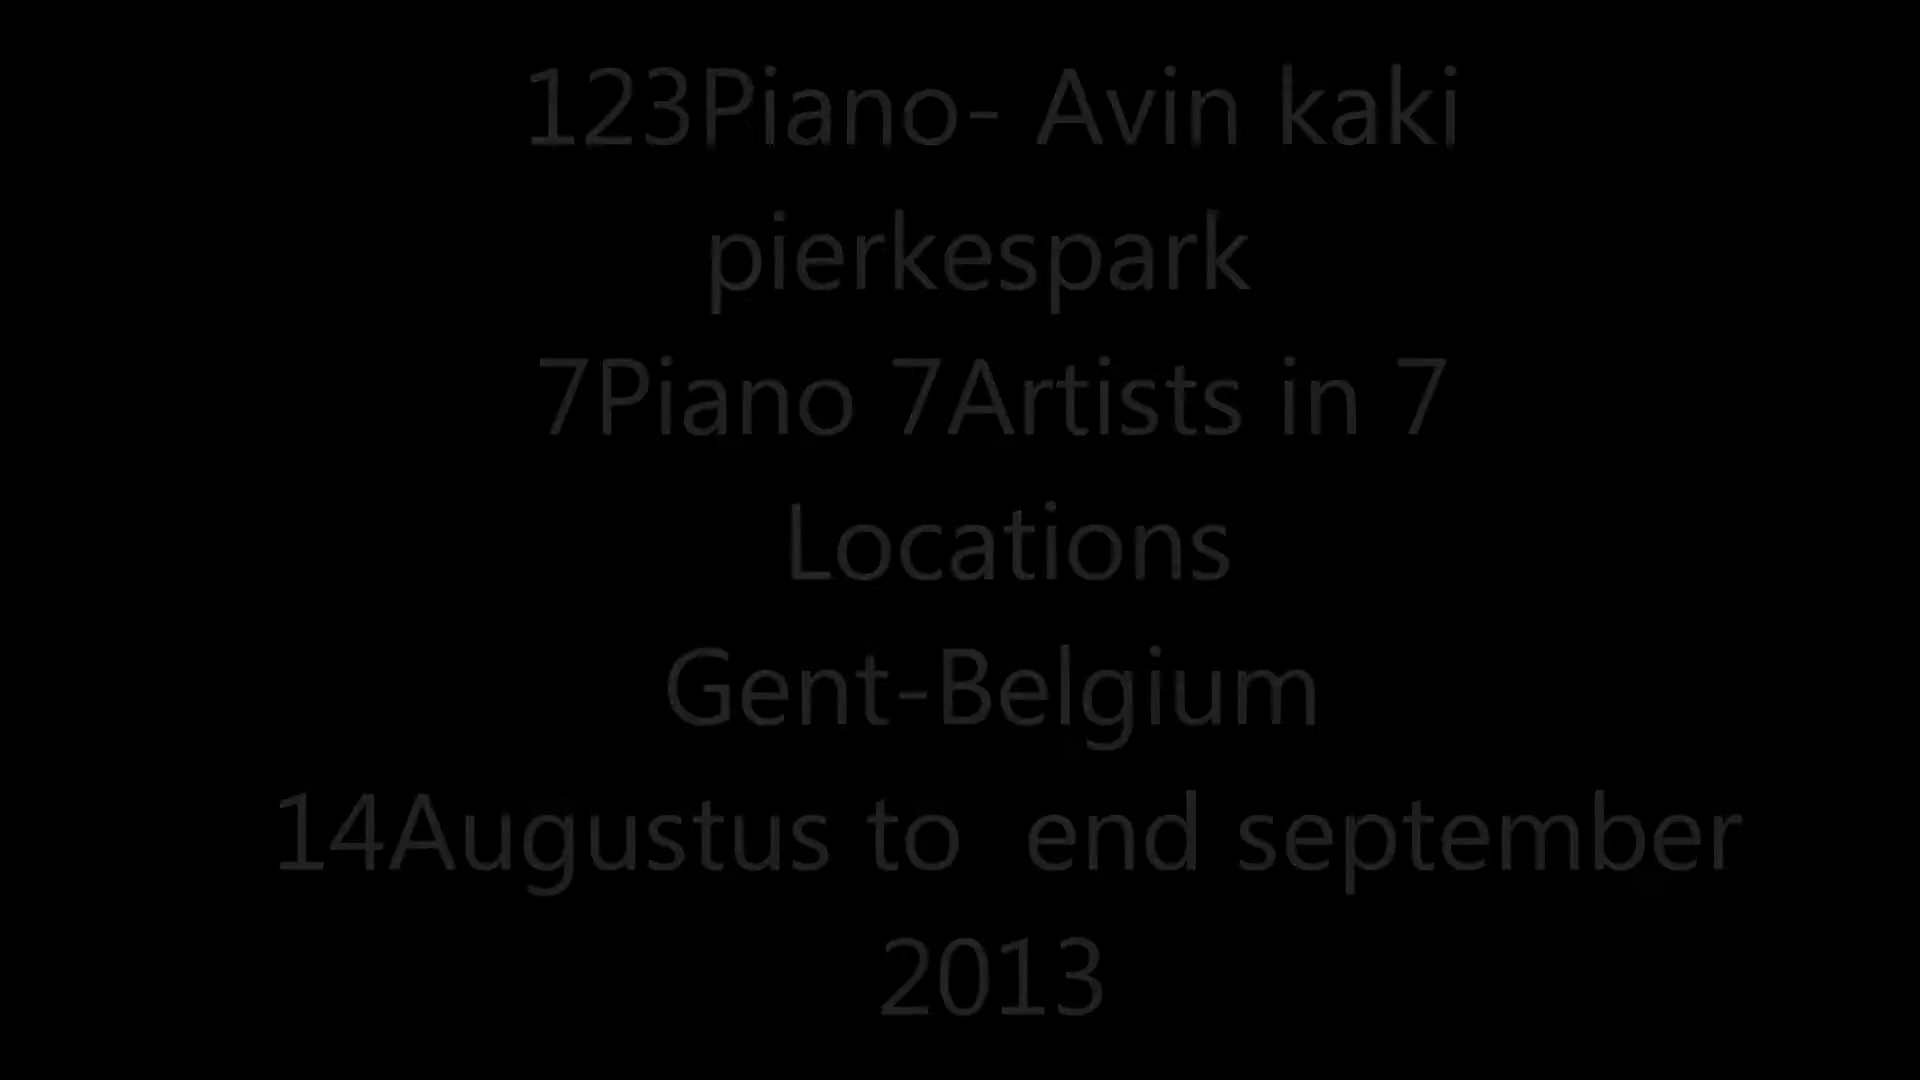 123Piano- Avin kaki
pierkespark
7Piano 7Artists in 7
Locations
Gent-Belgium
14Augustus to  end september
2013